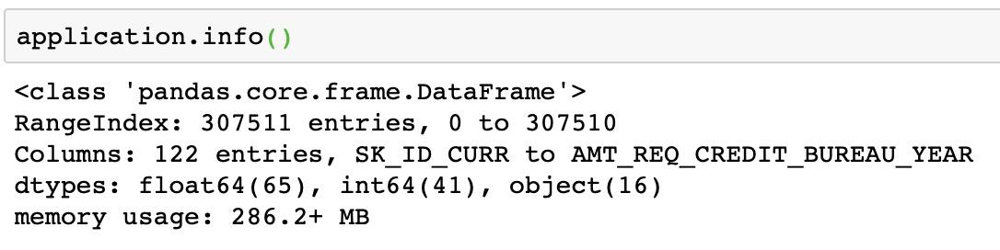 application.info()
<class 'pandas.core.frame.DataFrame'>
RangeIndex: 307511 entries, 0 to 307510
Columns: 122 entries, SK_ID_CURR to AMT_REQ_CREDIT_BUREAU_YEAR
dtypes: float64(65), int64(41), object(16)
memory usage: 286.2+ MB